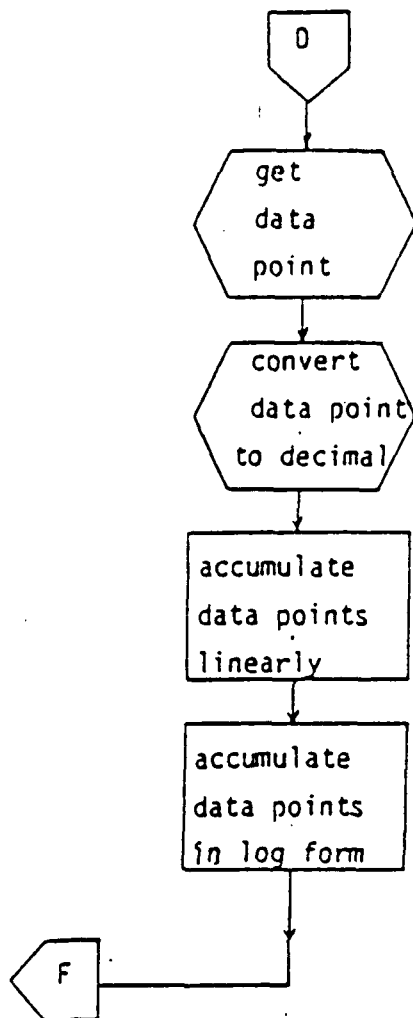 D
get
data
point
convert
data point
to decimal
accumulate
data points
linearly
accumulate
data points
in log form
F